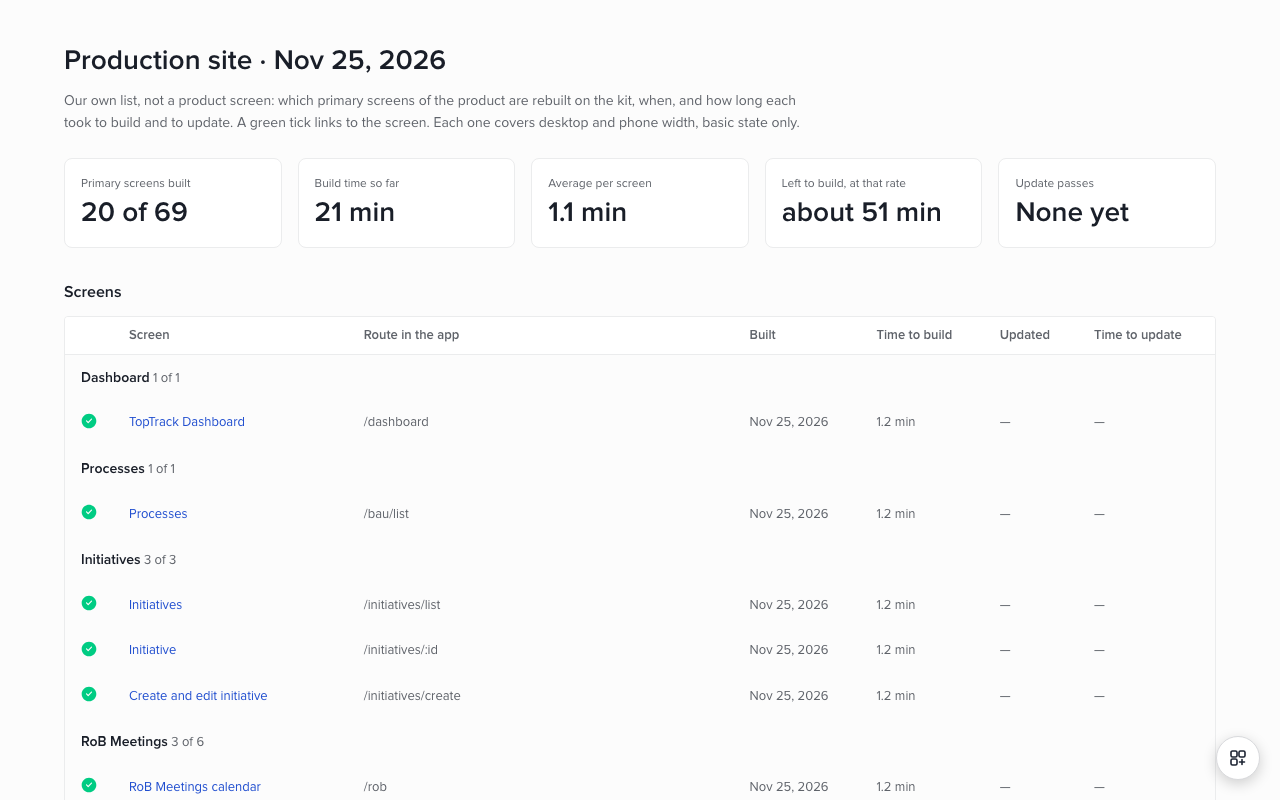 Production site · Nov 25, 2026
Our own list, not a product screen: which primary screens of the product are rebuilt on the kit, when, and how long each
took to build and to update. A green tick links to the screen. Each one covers desktop and phone width, basic state only.
Primary screens built
20 of 69
Build time so far
21 min
Average per screen
1.1 min
Left to build, at that rate
about 51 min
Update passes
None yet
Screens
Screen Route in the app Built Time to build Updated Time to update
Dashboard 1 of 1
TopTrack Dashboard /dashboard Nov 25, 2026 1.2 min — —
Processes 1 of 1
Processes /bau/list Nov 25, 2026 1.2 min — —
Initiatives 3 of 3
Initiatives /initiatives/list Nov 25, 2026 1.2 min — —
Initiative /initiatives/:id Nov 25, 2026 1.2 min — —
Create and edit initiative /initiatives/create Nov 25, 2026 1.2 min — —
RoB Meetings 3 of 6
RoB Meetings calendar /rob Nov 25, 2026 1.2 min — —